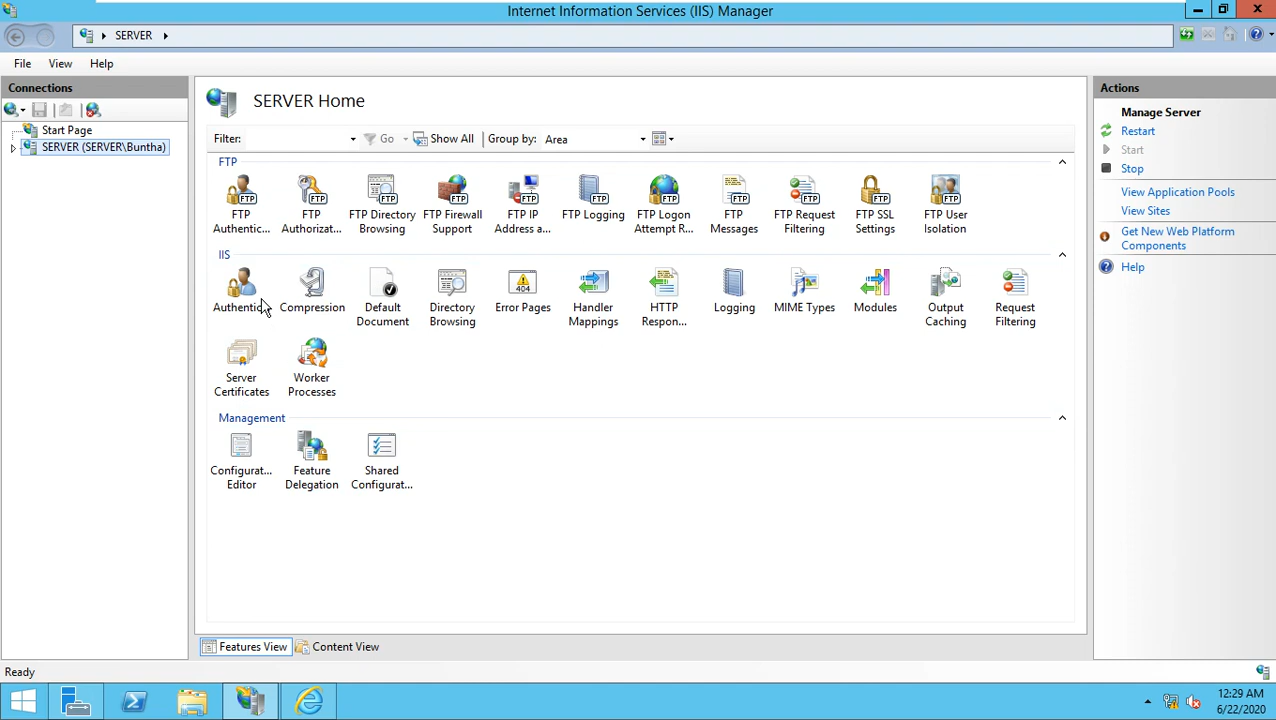 Internet Information Services (IIS) Manager
SERVER
File View Help
Connections
Start Page
SERVER (SERVER\Buntha)
SERVER Home
Filter: Go Show All Group by: Area
FTP
FTP Authentic...
FTP Authorizat...
FTP Directory Browsing
FTP Firewall Support
FTP IP Address a...
FTP Logging
FTP Logon Attempt R...
FTP Messages
FTP Request Filtering
FTP SSL Settings
FTP User Isolation
IIS
Authentic...
Compression
Default Document
Directory Browsing
Error Pages
Handler Mappings
HTTP Respon...
Logging
MIME Types
Modules
Output Caching
Request Filtering
Server Certificates
Worker Processes
Management
Configurat... Editor
Feature Delegation
Shared Configurat...
Features View Content View
Actions
Manage Server
Restart
Start
Stop
View Application Pools
View Sites
Get New Web Platform
Components
Help
Ready
12:29 AM
6/22/2020